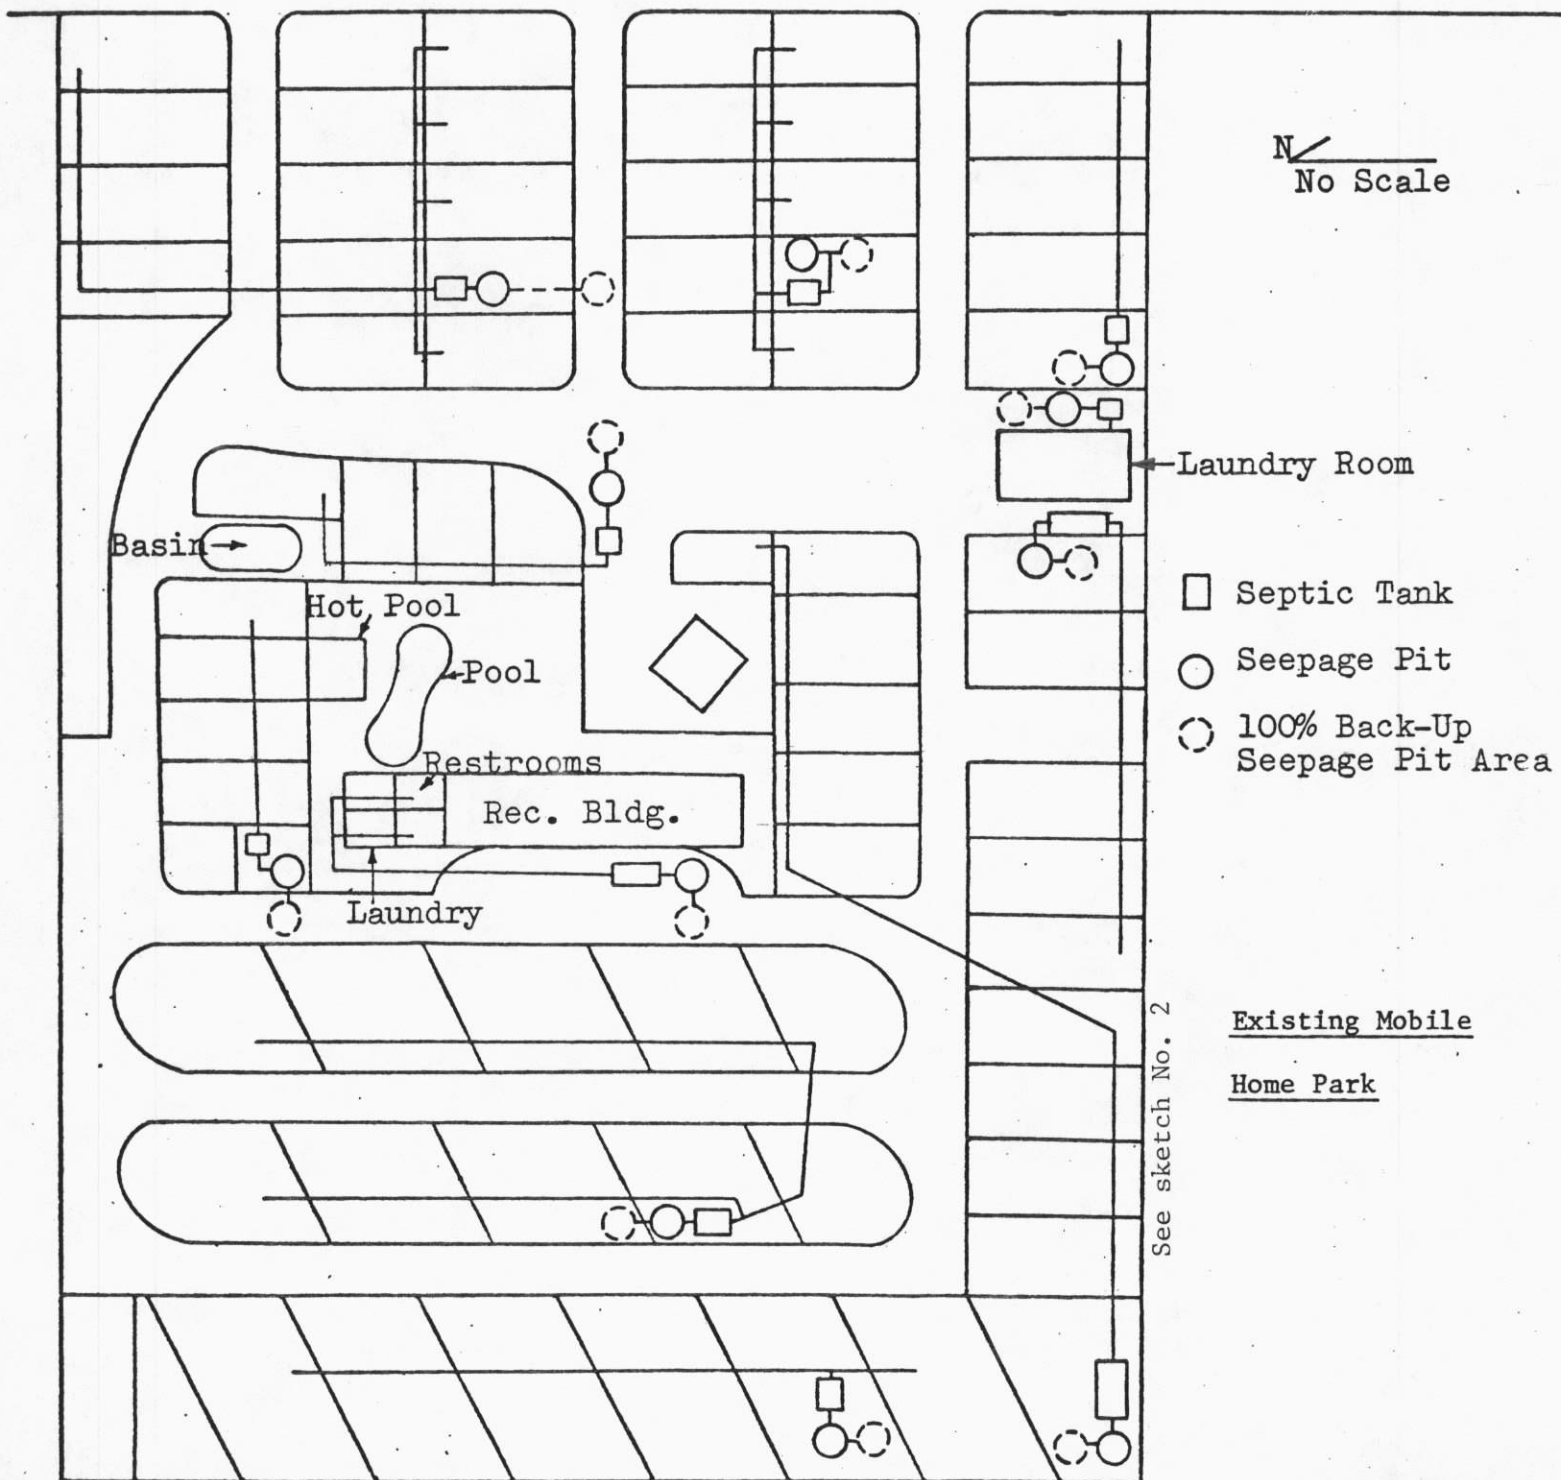 N
No Scale
Laundry Room
Basin
Hot Pool
Pool
Septic Tank
Seepage Pit
100% Back-Up
Seepage Pit Area
Restrooms
Rec. Bldg.
Laundry
See sketch No. 2
Existing Mobile
Home Park